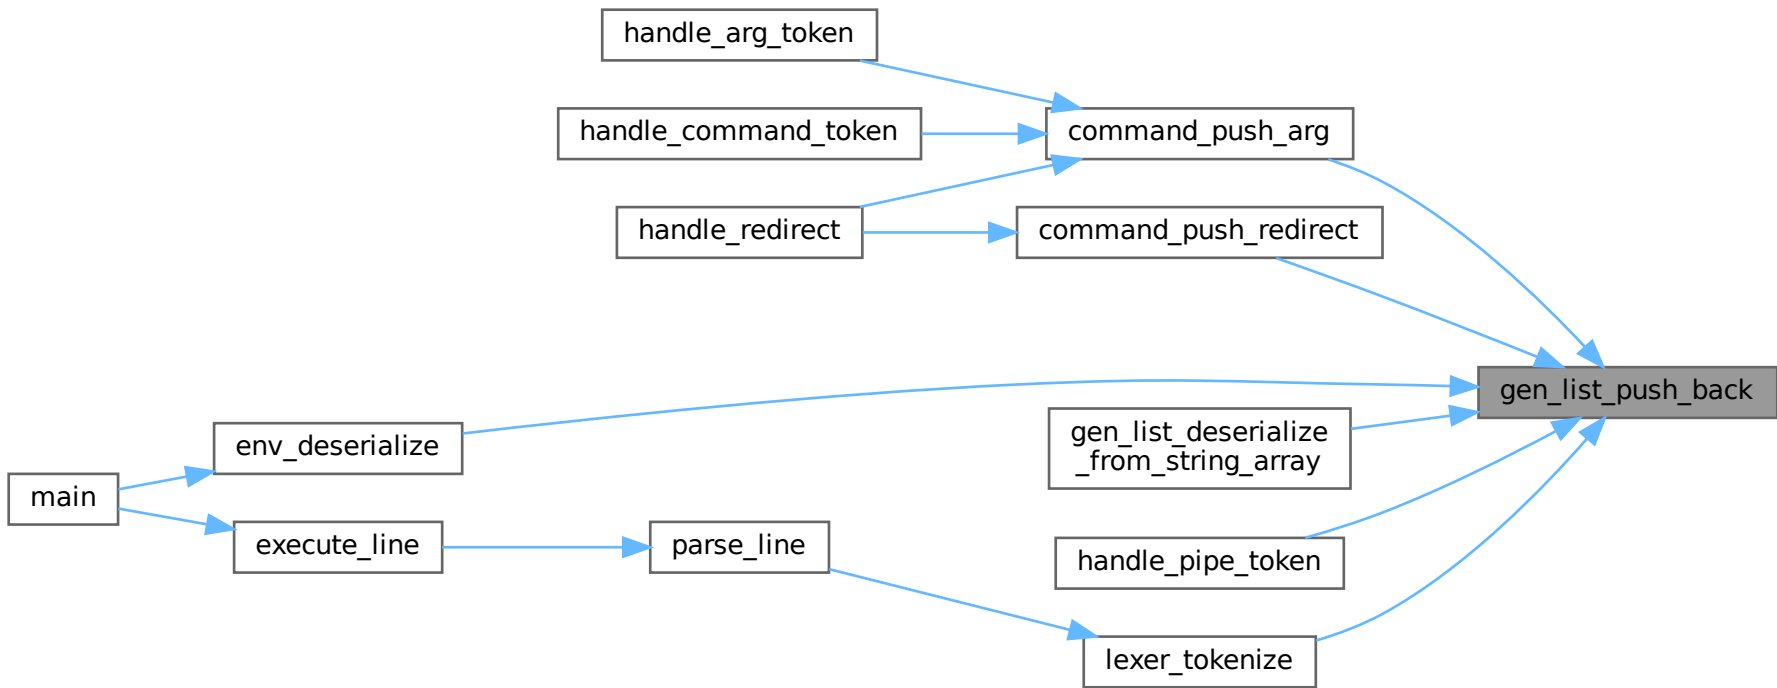 handle_arg_token
handle_command_token
command_push_arg
handle_redirect
command_push_redirect
gen_list_push_back
env_deserialize
gen_list_deserialize
_from_string_array
main
execute_line
parse_line
handle_pipe_token
lexer_tokenize